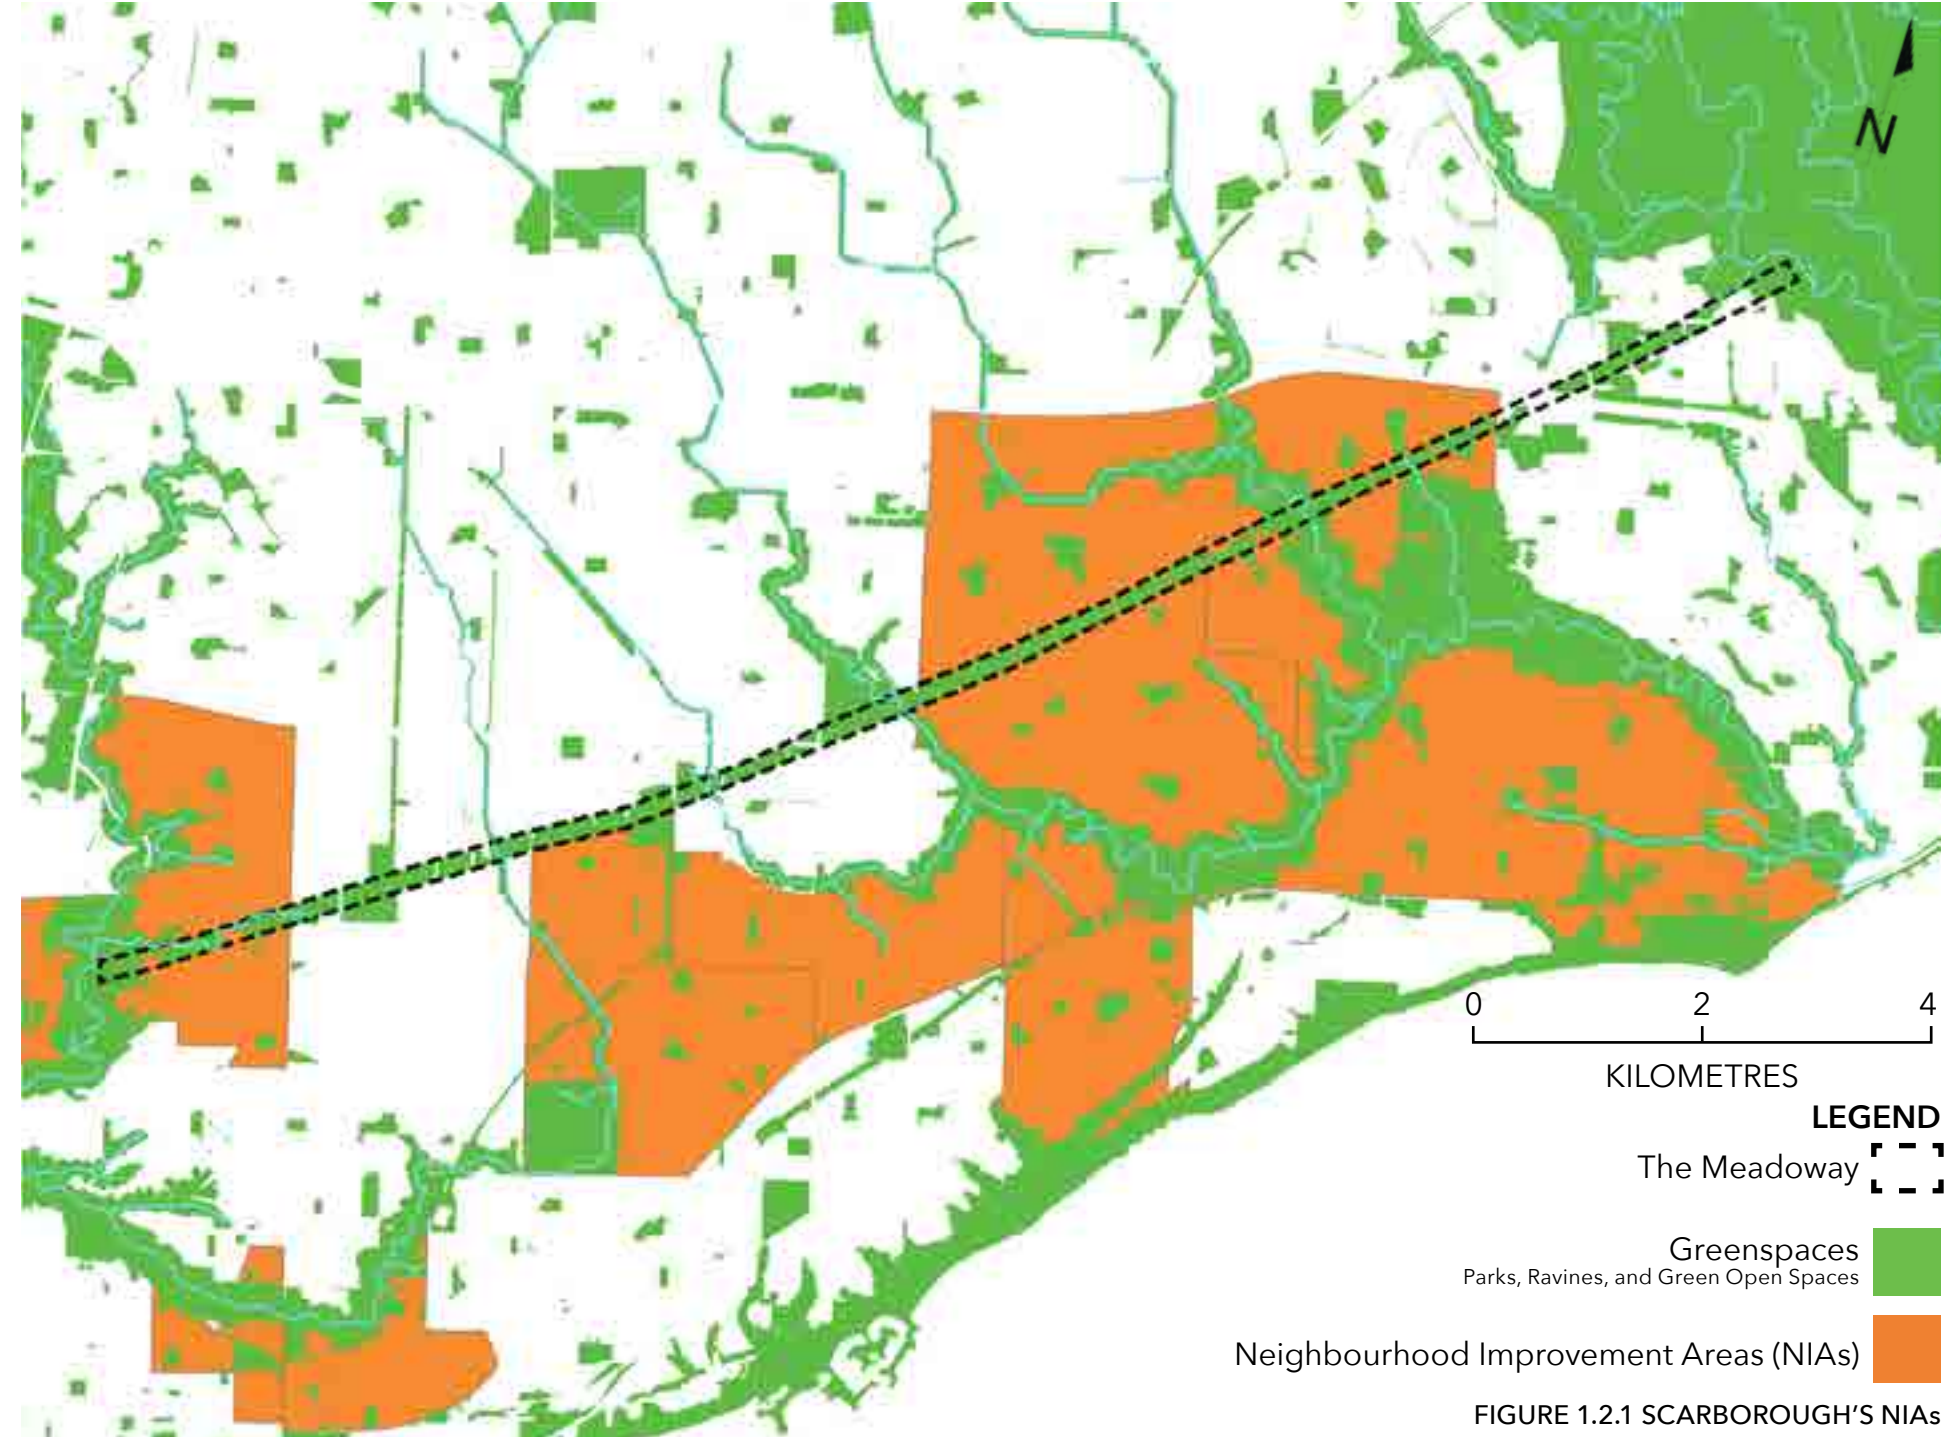 N
0 2 4
KILOMETRES
LEGEND
The Meadoway
Greenspaces
Parks, Ravines, and Green Open Spaces
Neighbourhood Improvement Areas (NIAs)
FIGURE 1.2.1 SCARBOROUGH'S NIAs